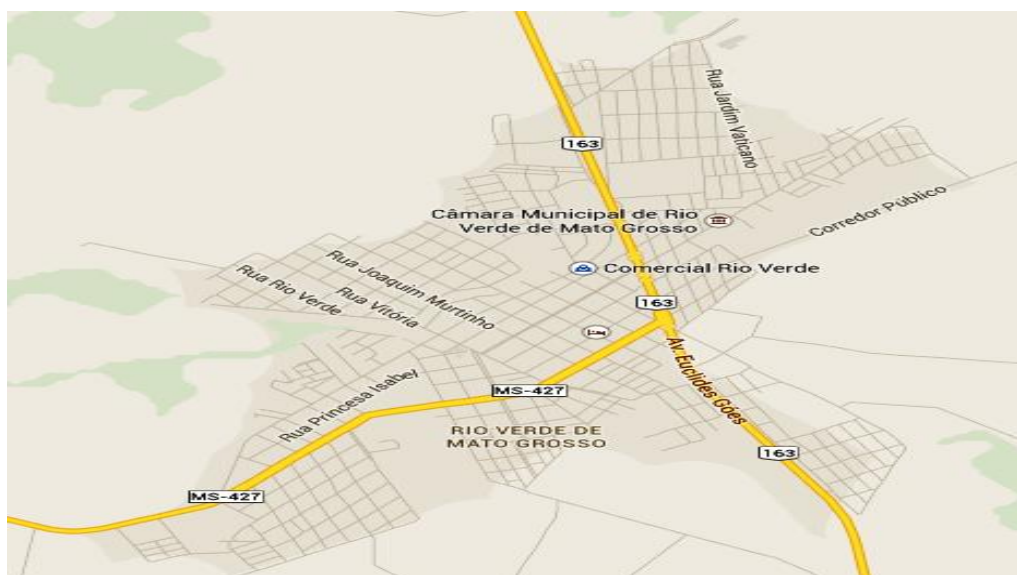 Rua Jardim Vaticano
163
Câmara Municipal de Rio
Verde de Mato Grosso
Corredor Público
Comercial Rio Verde
Rua Joaquim Murtinho
Rua Rio Verde
Rua Vitória
163
Av. Euclides Góes
Rua Princesa Isabel
MS-427
RIO VERDE DE
MATO GROSSO
163
MS-427